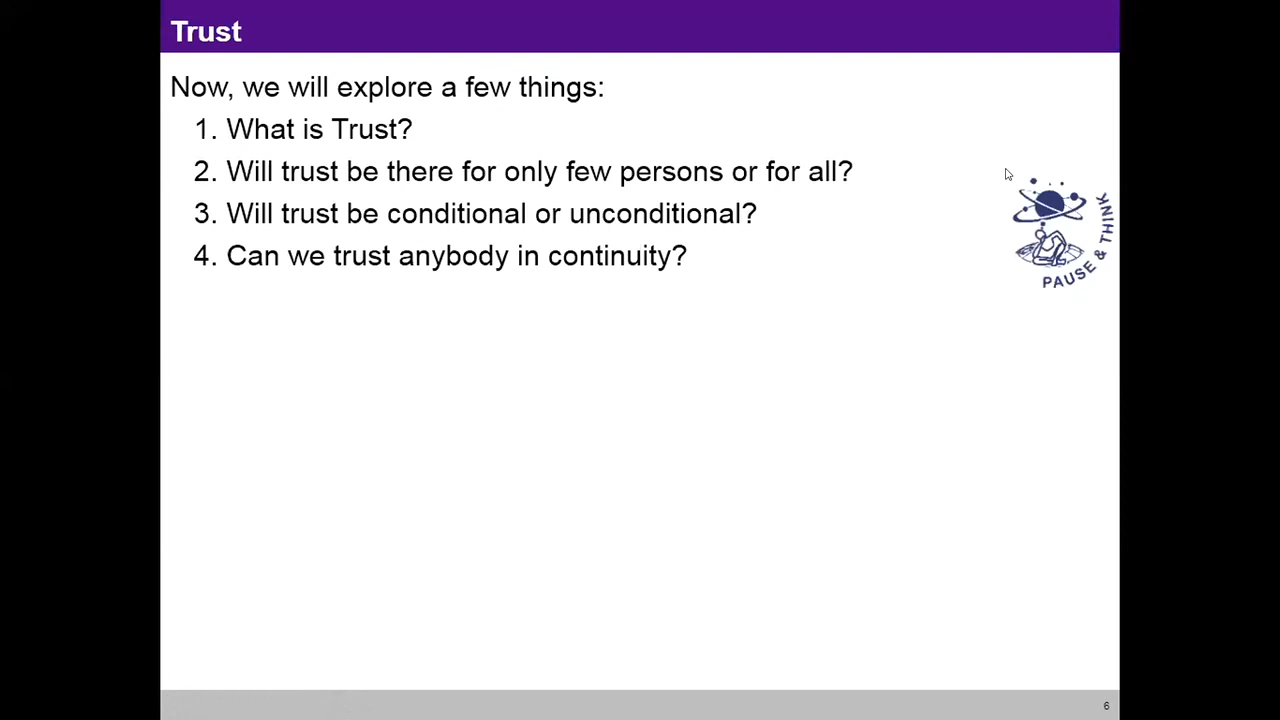 Trust
Now, we will explore a few things:
1. What is Trust?
2. Will trust be there for only few persons or for all?
3. Will trust be conditional or unconditional?
4. Can we trust anybody in continuity?
PAUSE & THINK
6